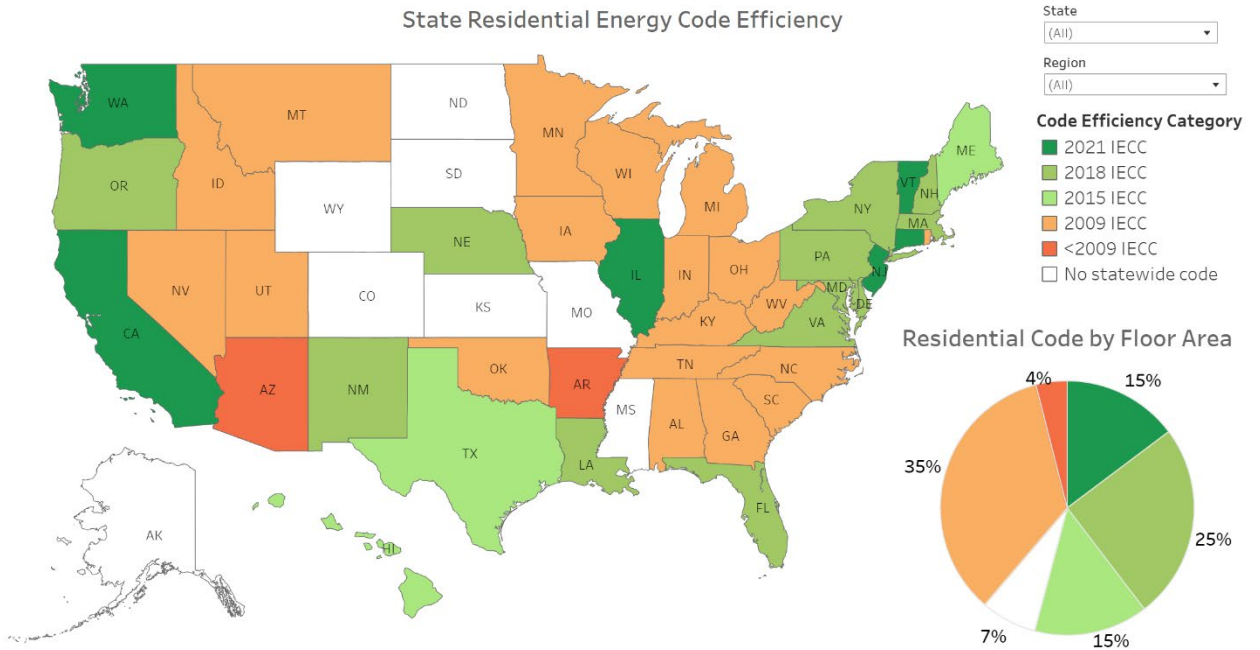 State Residential Energy Code Efficiency
State
(All)
Region
(All)
Code Efficiency Category
2021 IECC
2018 IECC
2015 IECC
2009 IECC
<2009 IECC
No statewide code
WA
MT
ND
MN
ME
OR
ID
SD
WI
MI
VT
NH
NY
MA
WY
IA
NE
PA
NJ
NV
UT
CO
KS
MO
IL
IN
OH
WV
MD
DE
VA
CA
KY
AZ
NM
OK
AR
TN
NC
SC
MS
AL
GA
TX
LA
FL
AK
HI
Residential Code by Floor Area
4%
15%
35%
25%
7%
15%